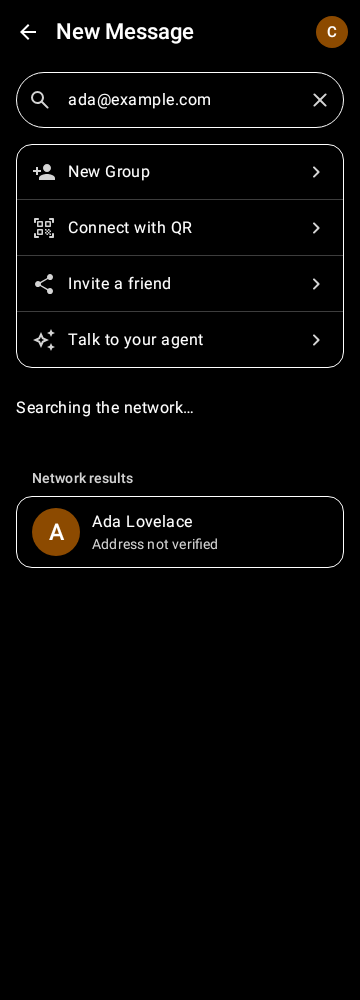 New Message
C
ada@example.com
New Group
Connect with QR
Invite a friend
Talk to your agent
Searching the network…
Network results
A
Ada Lovelace
Address not verified